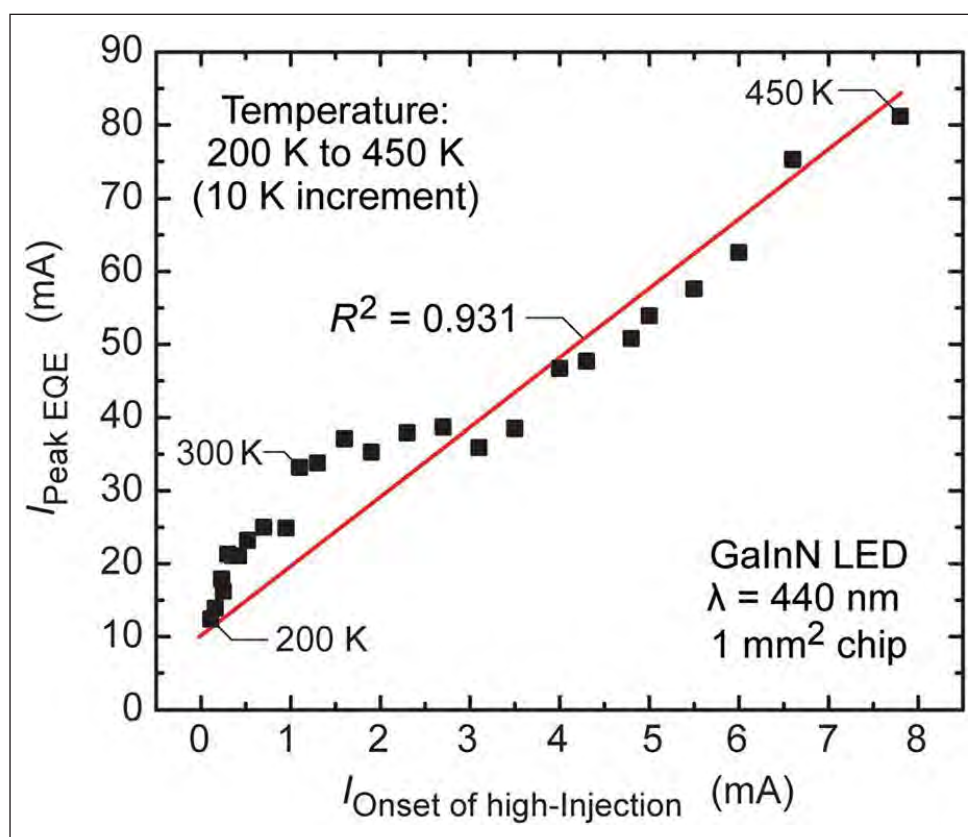 90
80
70
60
50
40
30
20
10
0
I Peak EQE (mA)
Temperature:
200 K to 450 K
(10 K increment)
450 K
R² = 0.931
300 K
200 K
GaInN LED
λ = 440 nm
1 mm² chip
0 1 2 3 4 5 6 7 8
I Onset of high-Injection (mA)